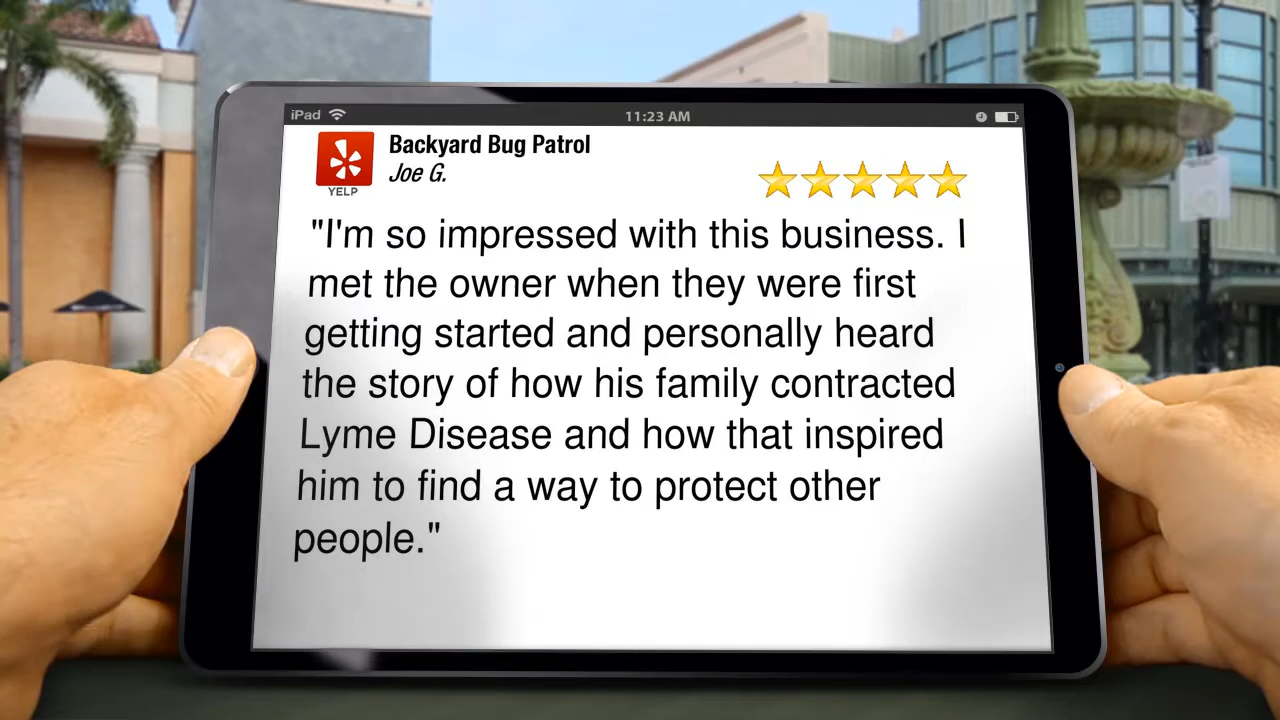 iPad 11:23 AM
YELP
Backyard Bug Patrol
Joe G.
"I'm so impressed with this business. I
met the owner when they were first
getting started and personally heard
the story of how his family contracted
Lyme Disease and how that inspired
him to find a way to protect other
people."